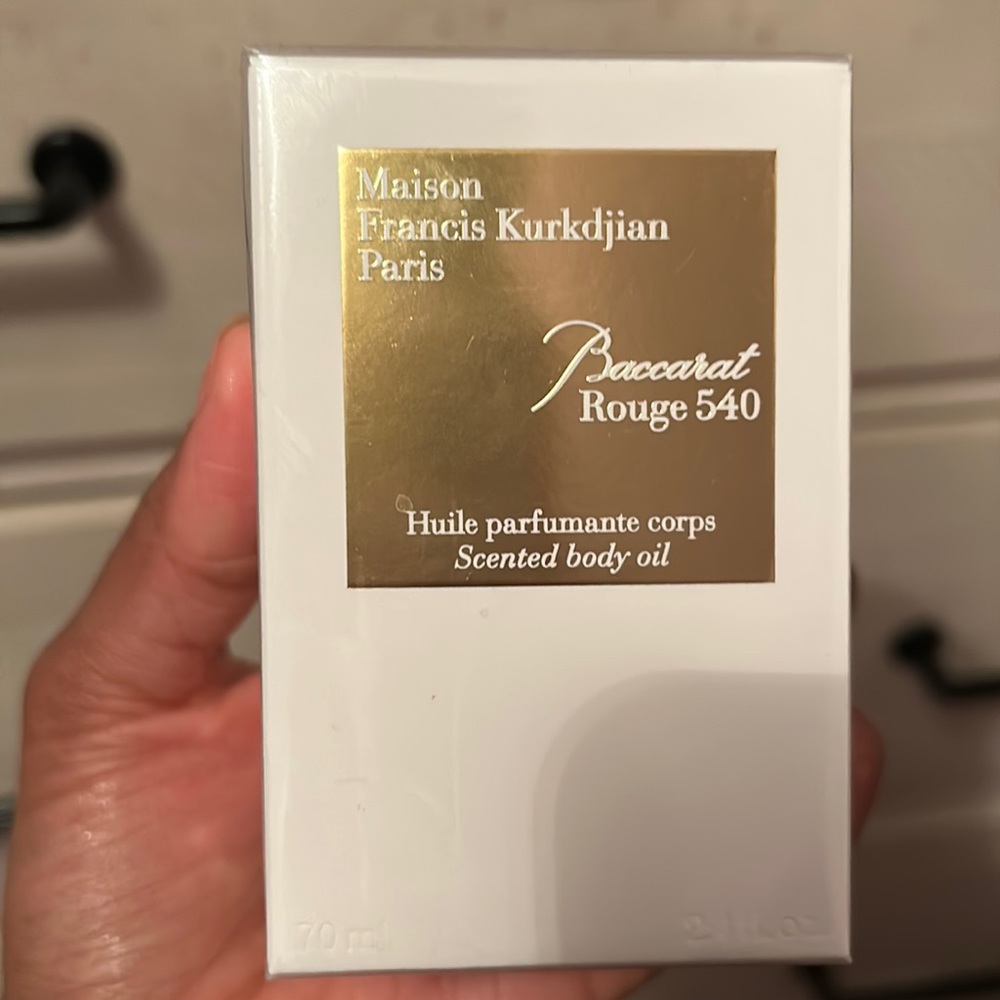 Maison
Francis Kurkdjian
Paris
Baccarat
Rouge 540
Huile parfumante corps
Scented body oil
70 ml